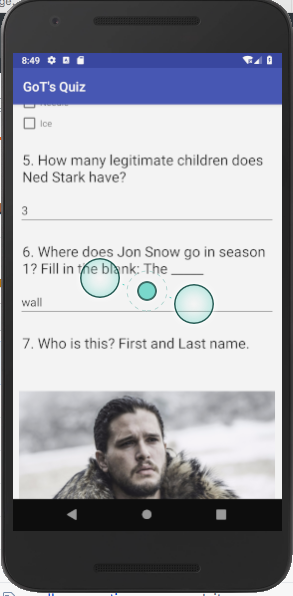 8:49
GoT's Quiz
Ice
5. How many legitimate children does
Ned Stark have?
3
6. Where does Jon Snow go in season
1? Fill in the blank: The _____
wall
7. Who is this? First and Last name.